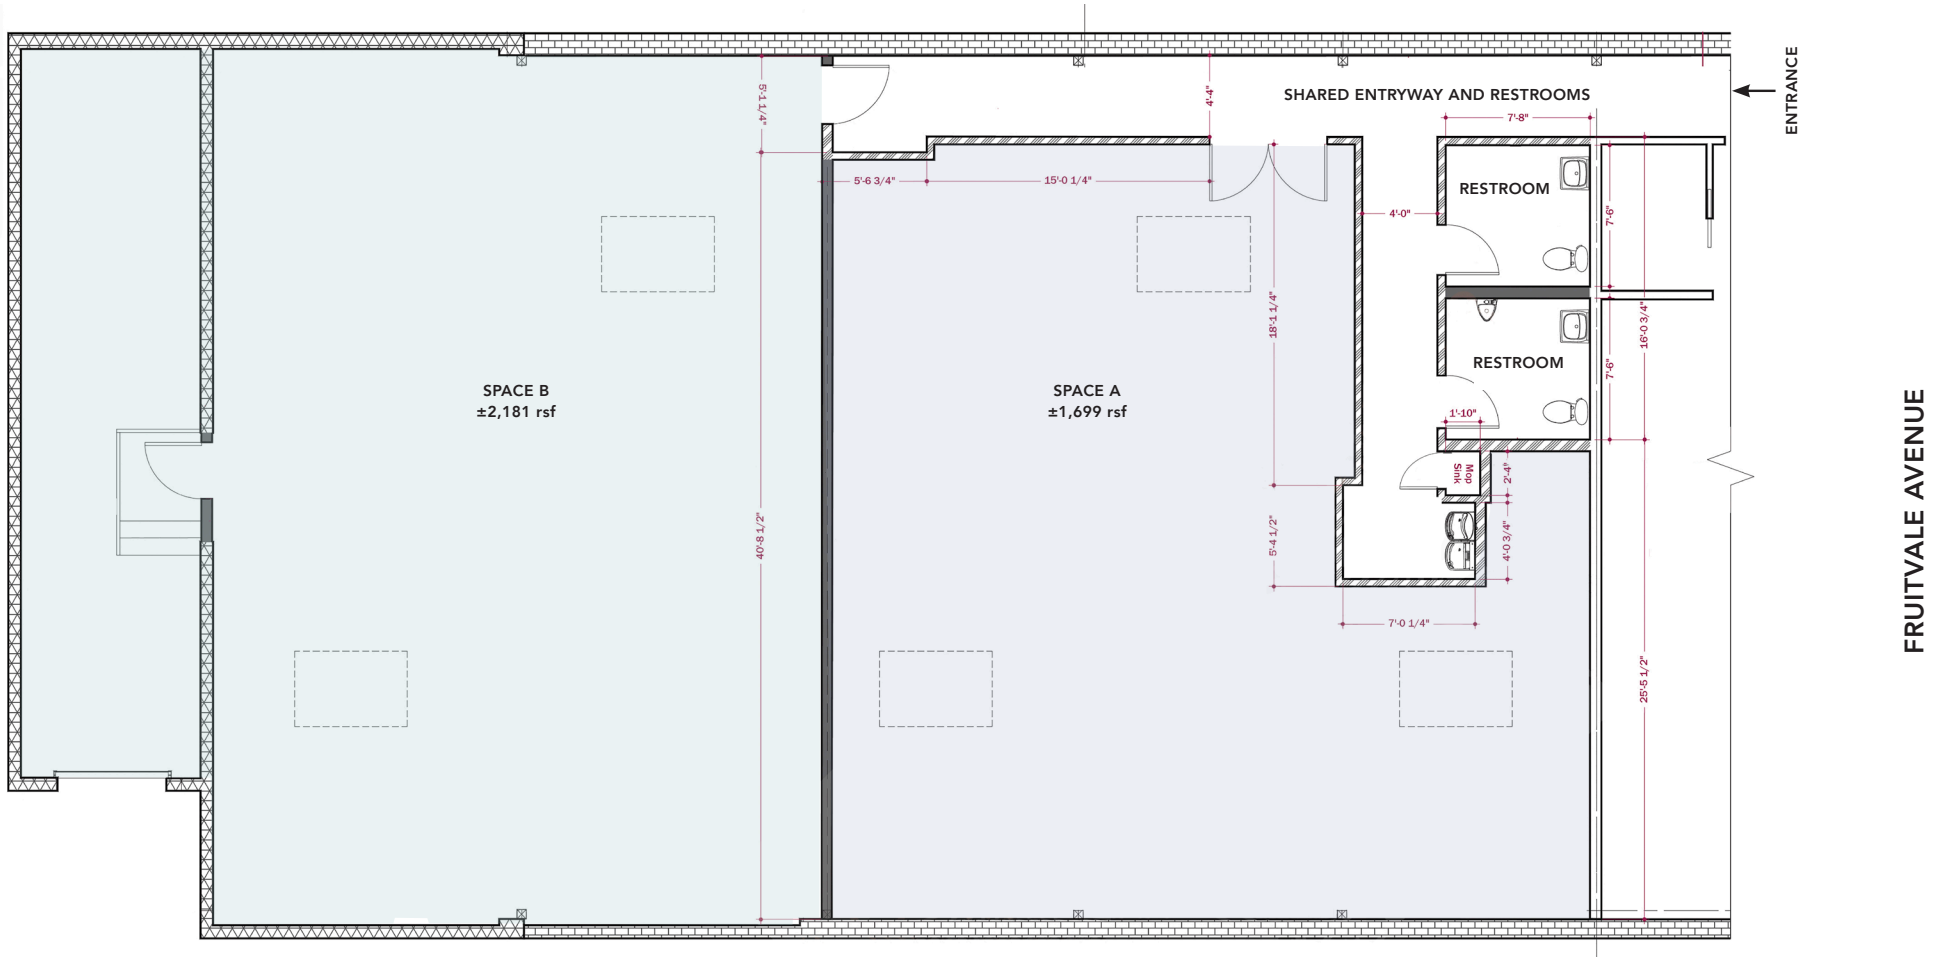 ENTRANCE
SHARED ENTRYWAY AND RESTROOMS
5'-1 1/4"
4'-4"
7'-8"
5'-6 3/4"
15'-0 1/4"
4'-0"
RESTROOM
7'-6"
18'-1 1/4"
16'-0 3/4"
RESTROOM
7'-6"
SPACE B
±2,181 rsf
SPACE A
±1,699 rsf
1'-10"
Mop
Sink
2'-4"
40'-8 1/2"
5'-4 1/2"
4'-0 3/4"
7'-0 1/4"
25'-5 1/2"
FRUITVALE AVENUE